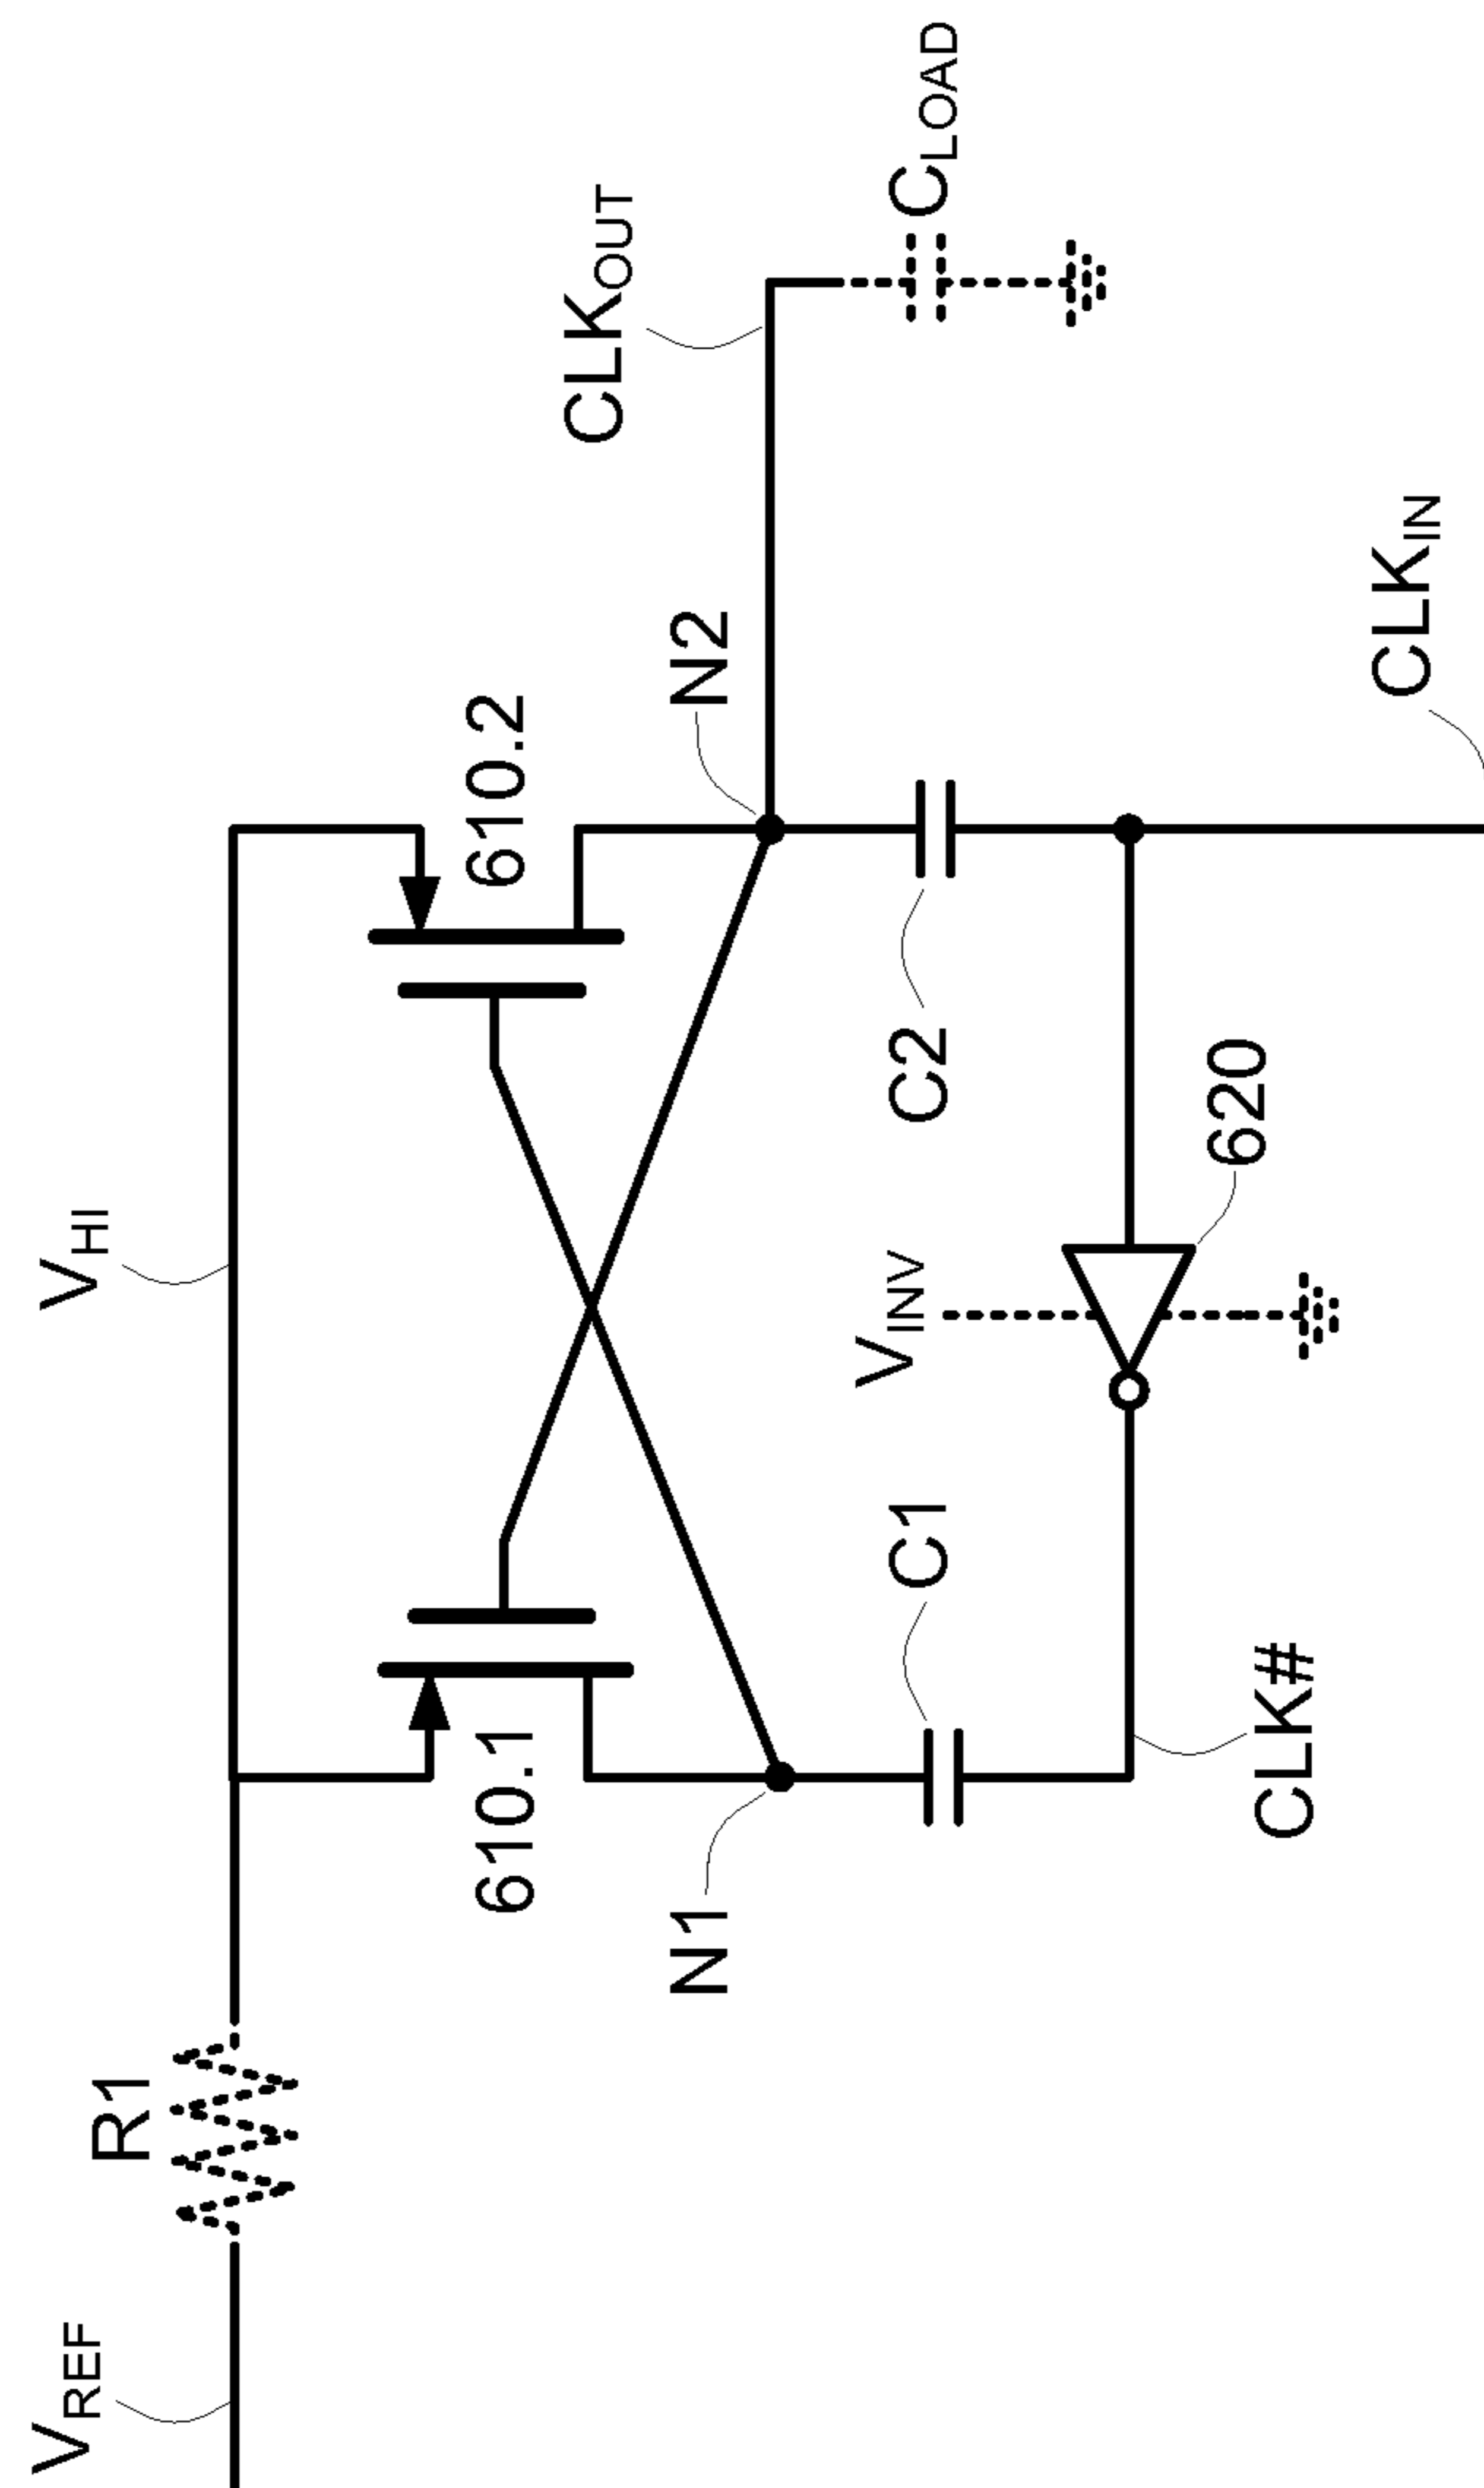 VREF
R1
VHI
610.1
610.2
N1
N2
CLKOUT
C1
VINV
C2
CLOAD
CLK#
620
CLKIN